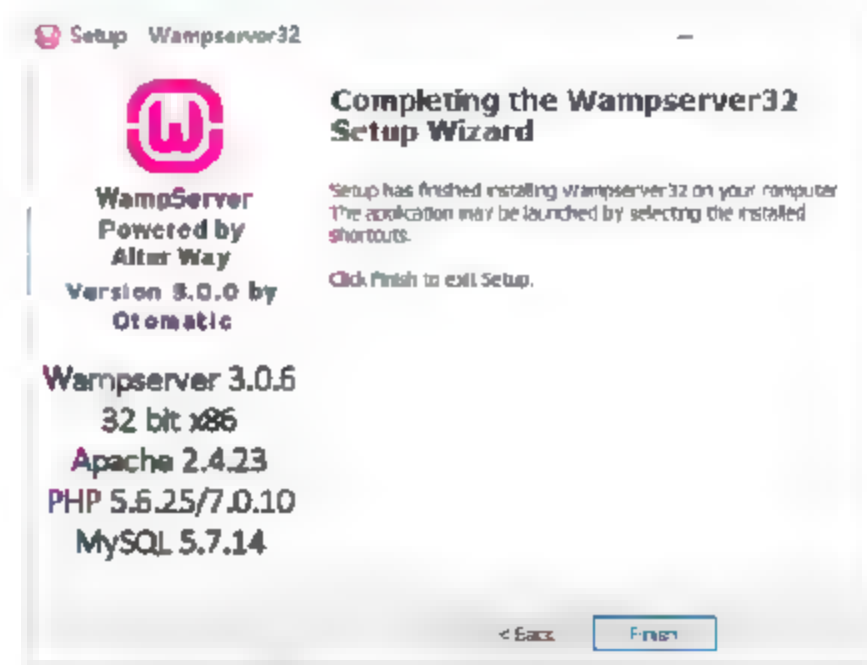 Setup Wampserver32
Completing the Wampserver32
Setup Wizard
WampServer
Powered by
Alter Way
Version 3.0.0 by
Otomatic
Setup has finished installing Wampserver32 on your computer
The application may be launched by selecting the installed
shortcuts.
Click Finish to exit Setup.
Wampserver 3.0.6
32 bit x86
Apache 2.4.23
PHP 5.6.25/7.0.10
MySQL 5.7.14
< Back
Finish